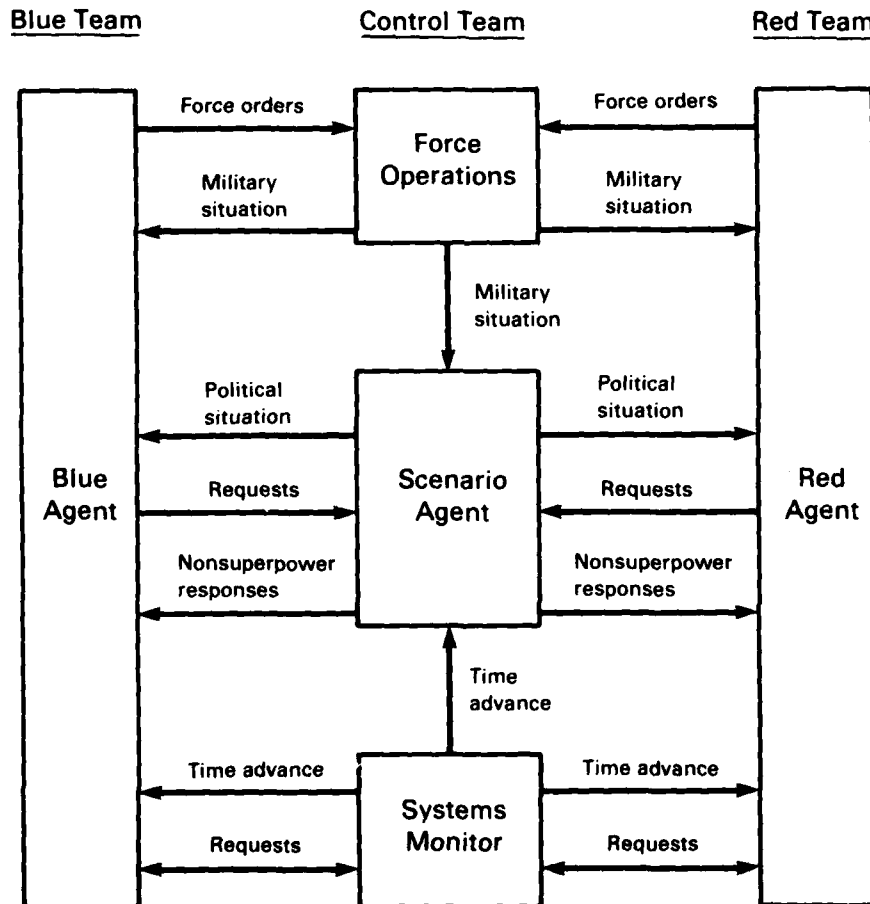 Blue Team
Control Team
Red Team
Force orders
Force orders
Force
Operations
Military
situation
Military
situation
Military
situation
Political
situation
Political
situation
Blue
Agent
Requests
Scenario
Agent
Requests
Red
Agent
Nonsuperpower
responses
Nonsuperpower
responses
Time
advance
Time advance
Time advance
Systems
Monitor
Requests
Requests